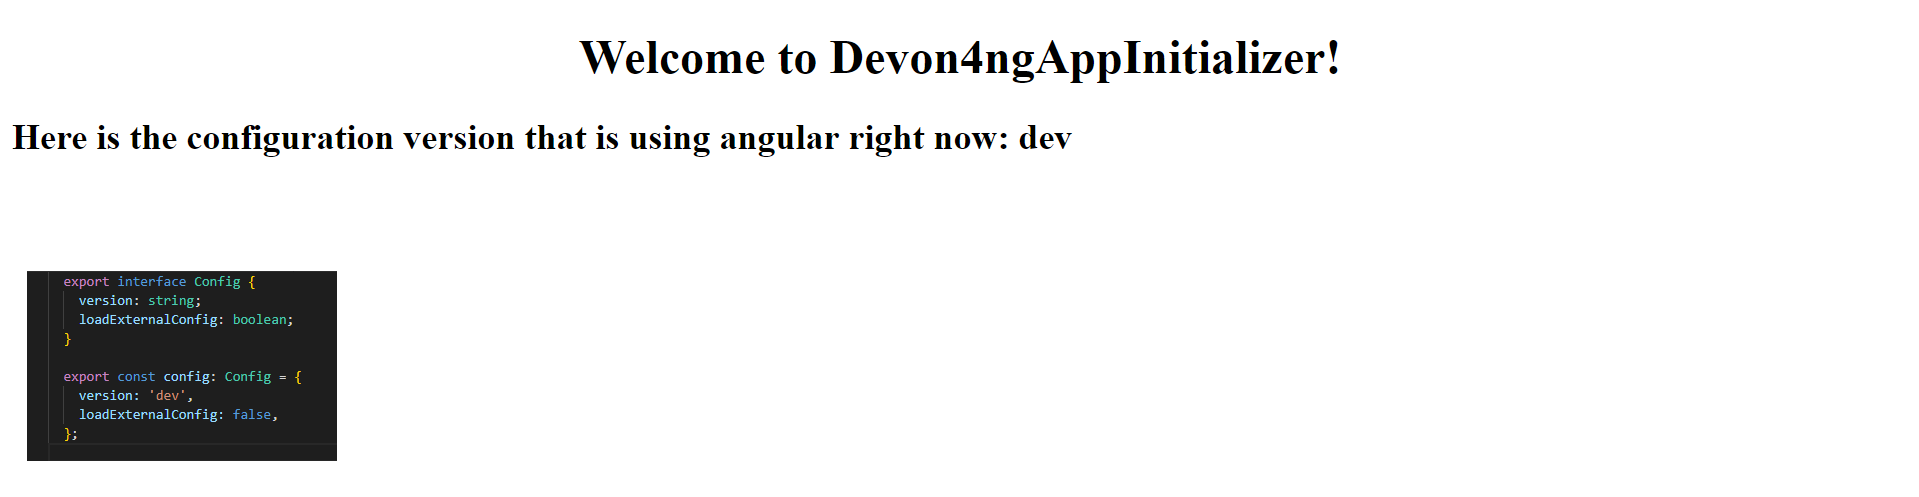 Welcome to Devon4ngAppInitializer!
Here is the configuration version that is using angular right now: dev
export interface Config {
  version: string;
  loadExternalConfig: boolean;
}
export const config: Config = {
  version: 'dev',
  loadExternalConfig: false,
};